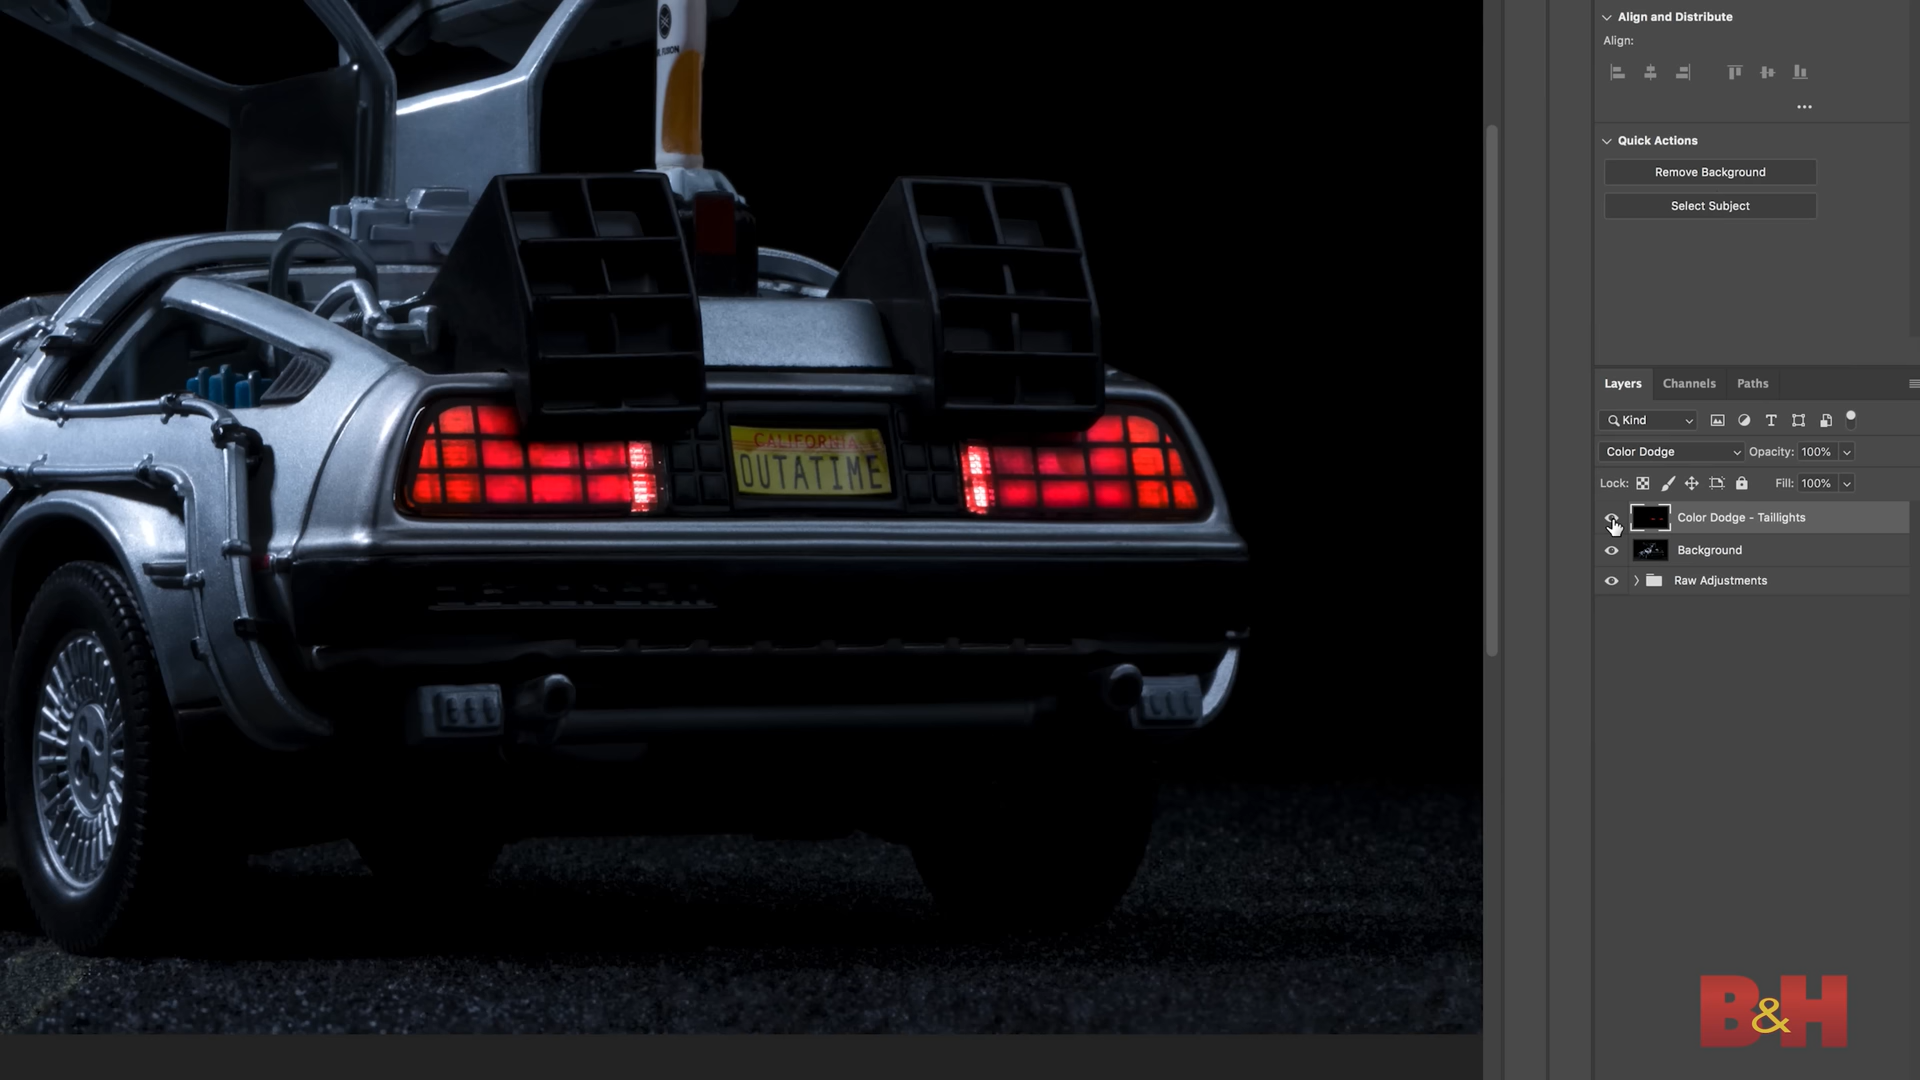 FUSION
CALIFORNIA
OUTATIME
Align and Distribute
Align:
Quick Actions
Remove Background
Select Subject
Layers
Channels
Paths
Kind
Color Dodge
Opacity:
100%
Lock:
Fill:
100%
Color Dodge - Taillights
Background
Raw Adjustments
B&H